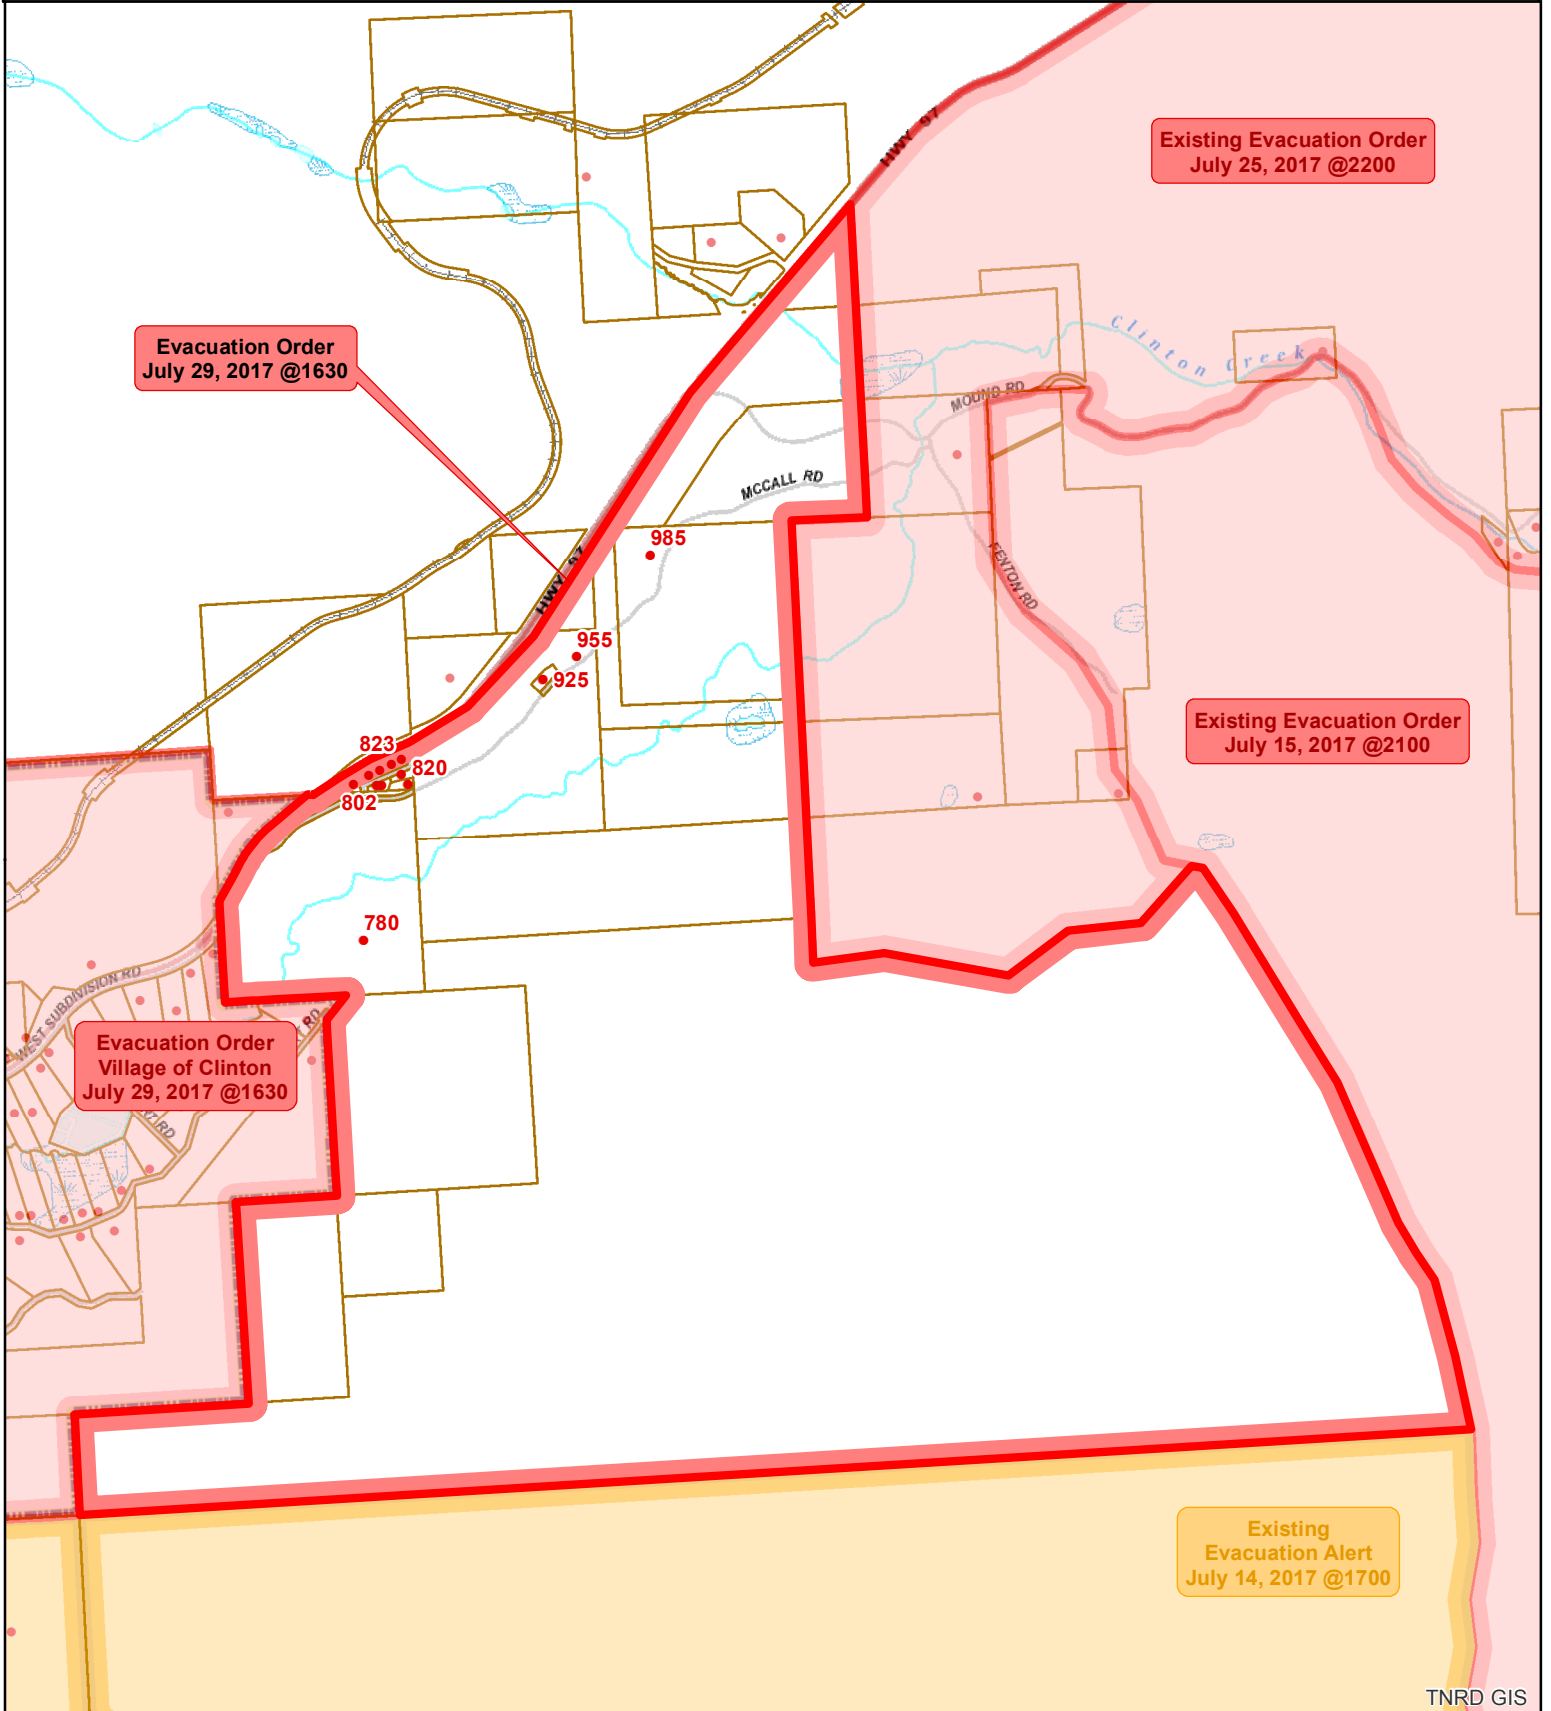 HWY 97
Existing Evacuation Order
July 25, 2017 @2200
Clinton Creek
Evacuation Order
July 29, 2017 @1630
MOUND RD
MCCALL RD
985
HWY 97
FENTON RD
955
925
Existing Evacuation Order
July 15, 2017 @2100
823
820
802
780
WEST SUBDIVISION RD
RD
Evacuation Order
Village of Clinton
July 29, 2017 @1630
RD
Existing
Evacuation Alert
July 14, 2017 @1700
TNRD GIS